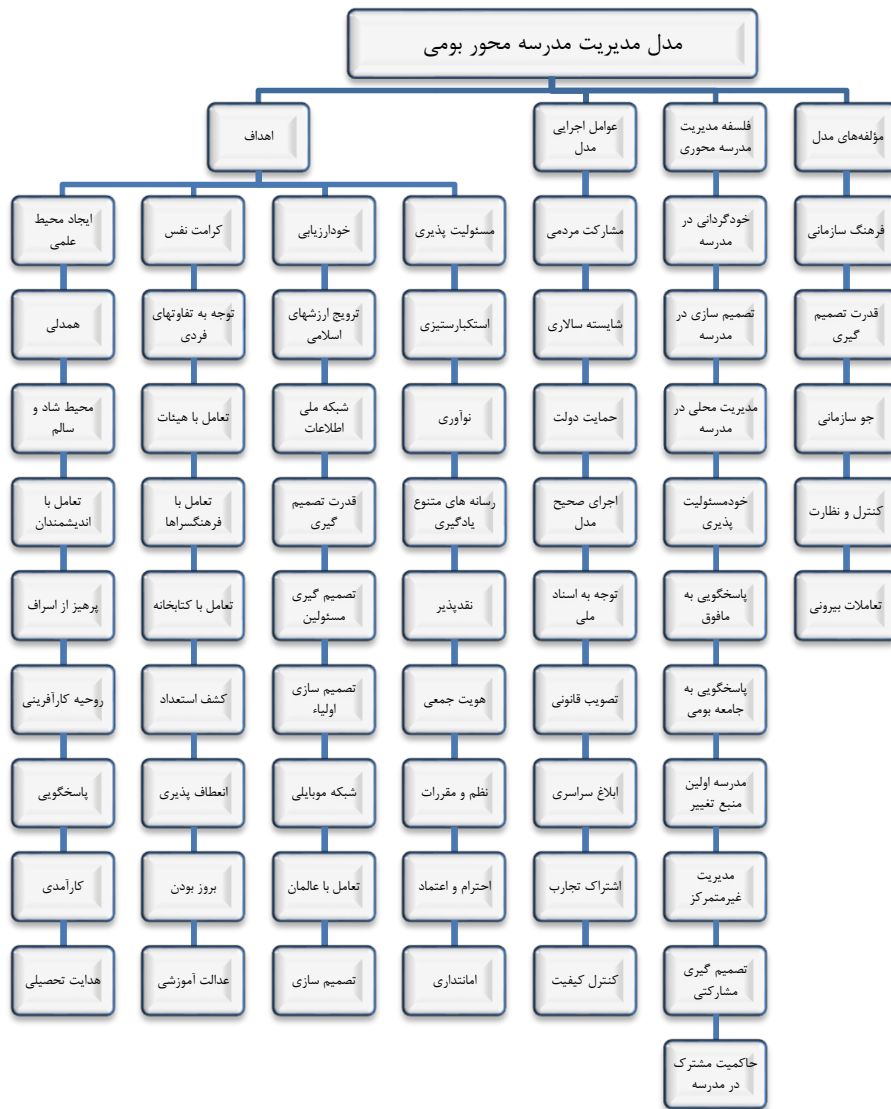 مدل مدیریت مدرسه محور بومی
مؤلفه‌های مدل
فرهنگ سازمانی
قدرت تصمیم
گیری
جو سازمانی
کنترل و نظارت
تعاملات بیرونی
فلسفه مدیریت
مدرسه محوری
خودگردانی در
مدرسه
تصمیم سازی در
مدرسه
مدیریت محلی در
مدرسه
خودمسئولیت
پذیری
پاسخگویی به
مافوق
پاسخگویی به
جامعه بومی
مدرسه اولین
منبع تغییر
مدیریت
غیرمتمرکز
تصمیم گیری
مشارکتی
حاکمیت مشترک
در مدرسه
عوامل اجرایی
مدل
مشارکت مردمی
شایسته سالاری
حمایت دولت
اجرای صحیح
مدل
توجه به اسناد
ملی
تصویب قانونی
ابلاغ سراسری
اشتراک تجارب
کنترل کیفیت
اهداف
مسئولیت پذیری
استکبارستیزی
نوآوری
رسانه های متنوع
یادگیری
نقدپذیر
هویت جمعی
نظم و مقررات
احترام و اعتماد
امانتداری
خودارزیابی
ترویج ارزشهای
اسلامی
شبکه ملی
اطلاعات
قدرت تصمیم
گیری
تصمیم گیری
مسئولین
تصمیم سازی
اولیاء
شبکه موبایلی
تعامل با عالمان
تصمیم سازی
کرامت نفس
توجه به تفاوتهای
فردی
تعامل با هیئات
تعامل با
فرهنگسراها
تعامل با کتابخانه
کشف استعداد
انعطاف پذیری
بروز بودن
عدالت آموزشی
ایجاد محیط
علمی
همدلی
محیط شاد و
سالم
تعامل با
اندیشمندان
پرهیز از اسراف
روحیه کارآفرینی
پاسخگویی
کارآمدی
هدایت تحصیلی